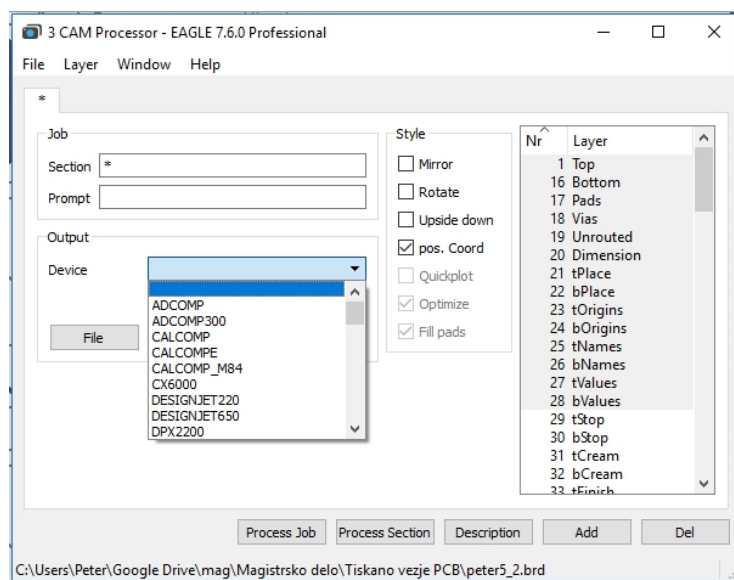 3 CAM Processor - EAGLE 7.6.0 Professional
File Layer Window Help
*
Job
Section *
Prompt
Output
Device
ADCOMP
ADCOMP300
CALCOMP
CALCOMPE
CALCOMP_M84
CX6000
DESIGNJET220
DESIGNJET650
DPX2200
File
Style
Mirror
Rotate
Upside down
pos. Coord
Quickplot
Optimize
Fill pads
Nr Layer
1 Top
16 Bottom
17 Pads
18 Vias
19 Unrouted
20 Dimension
21 tPlace
22 bPlace
23 tOrigins
24 bOrigins
25 tNames
26 bNames
27 tValues
28 bValues
29 tStop
30 bStop
31 tCream
32 bCream
33 tFinish
Process Job Process Section Description Add Del
C:\Users\Peter\Google Drive\mag\Magistrsko delo\Tiskano vezje PCB\peter5_2.brd